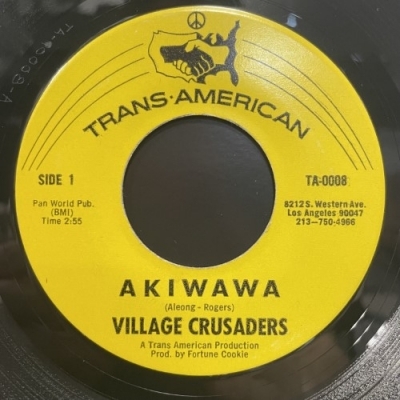 TRANS·AMERICAN
SIDE 1
TA-0008
Pan World Pub.
(BMI)
Time 2:55
8212 S. Western Ave.
Los Angeles 90047
213-750-4966
AKIWAWA
(Aleong - Rogers)
VILLAGE CRUSADERS
A Trans American Production
Prod. by Fortune Cookie